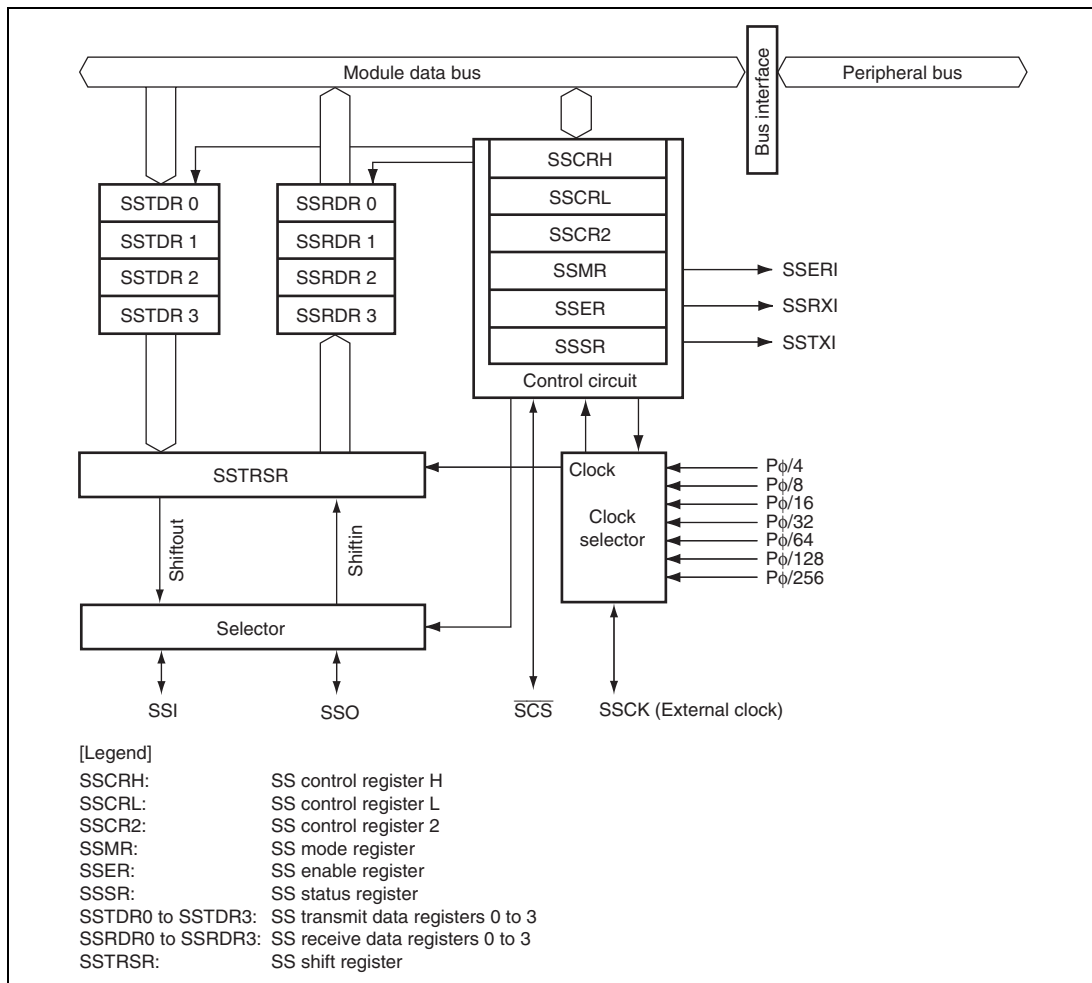 Module data bus
Bus interface
Peripheral bus
SSTDR 0
SSTDR 1
SSTDR 2
SSTDR 3
SSRDR 0
SSRDR 1
SSRDR 2
SSRDR 3
SSCRH
SSCRL
SSCR2
SSMR
SSER
SSSR
Control circuit
SSERI
SSRXI
SSTXI
SSTRSR
Clock
Clock
selector
Pϕ/4
Pϕ/8
Pϕ/16
Pϕ/32
Pϕ/64
Pϕ/128
Pϕ/256
Shiftout
Shiftin
Selector
SSI
SSO
SCS
SSCK (External clock)
[Legend]
SSCRH: SS control register H
SSCRL: SS control register L
SSCR2: SS control register 2
SSMR: SS mode register
SSER: SS enable register
SSSR: SS status register
SSTDR0 to SSTDR3: SS transmit data registers 0 to 3
SSRDR0 to SSRDR3: SS receive data registers 0 to 3
SSTRSR: SS shift register